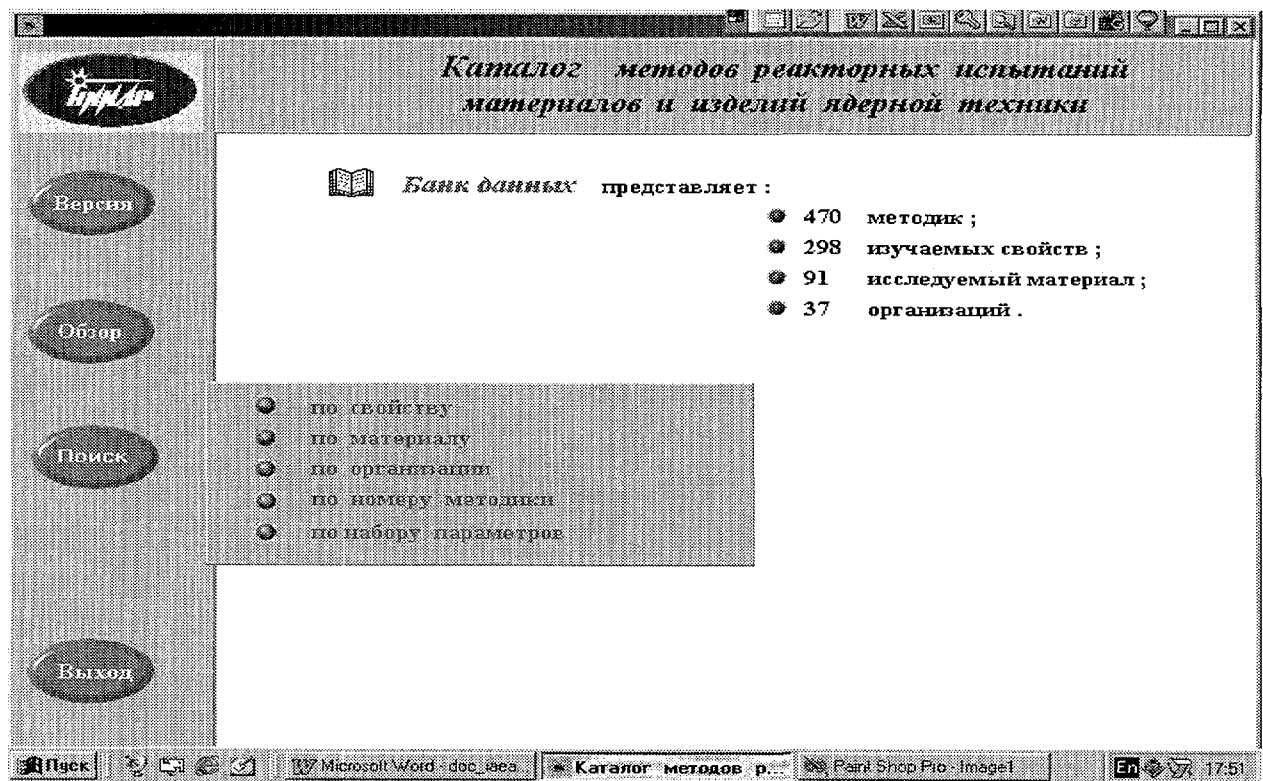 Каталог методов реакторных испытаний
материалов и изделий ядерной техники
Банк данных представляет :
470 методик ;
298 изучаемых свойств ;
91 исследуемый материал ;
37 организаций .
Версия
Обзор
Поиск
по свойству
по материалу
по организации
по номеру методики
по набору параметров
Выход
Пуск
Microsoft Word - doc_iaea
Каталог методов р...
Paint Shop Pro - Image1
En
17:51